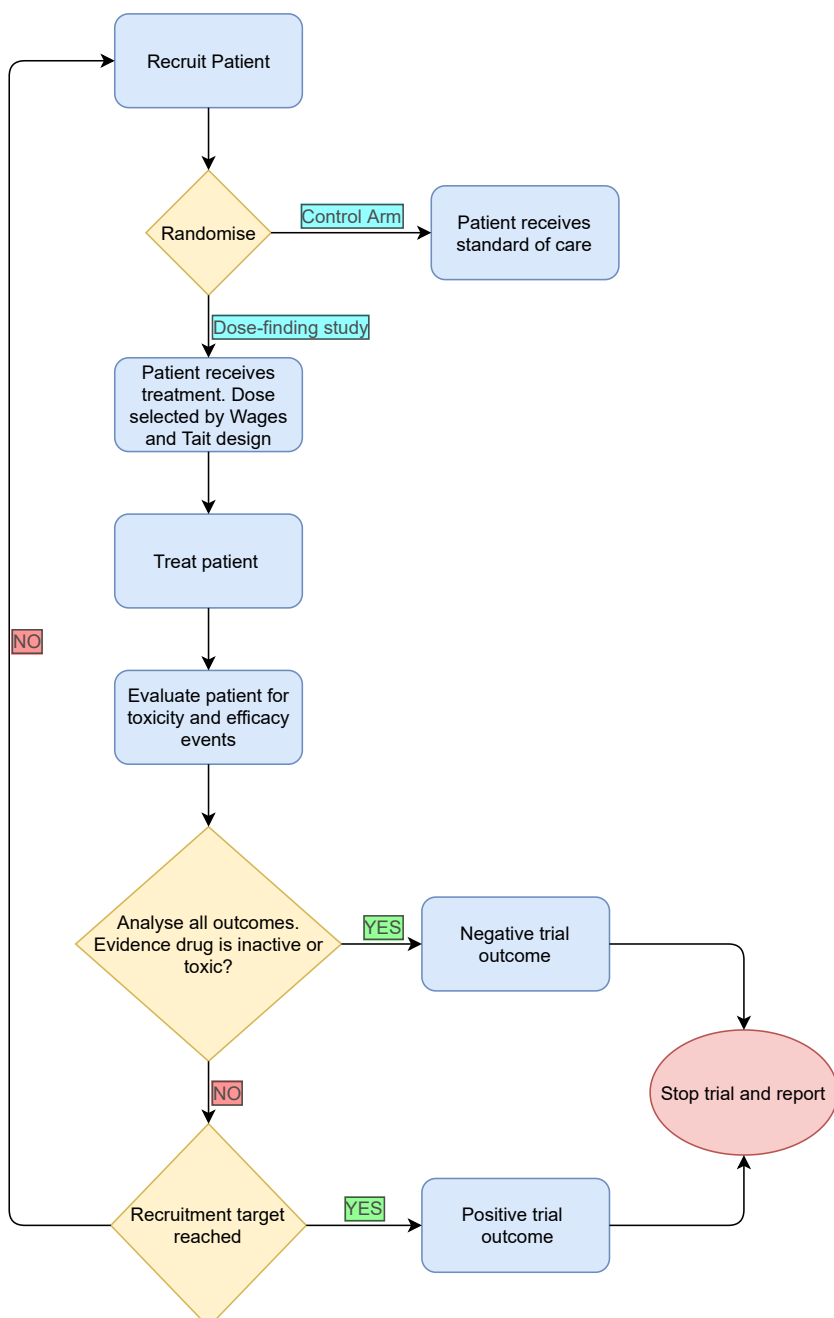 Recruit Patient
Control Arm
Randomise
Patient receives
standard of care
Dose-finding study
Patient receives
treatment. Dose
selected by Wages
and Tait design
Treat patient
NO
Evaluate patient for
toxicity and efficacy
events
Analyse all outcomes.
Evidence drug is inactive or
toxic?
YES
Negative trial
outcome
NO
Stop trial and report
Recruitment target
reached
YES
Positive trial
outcome